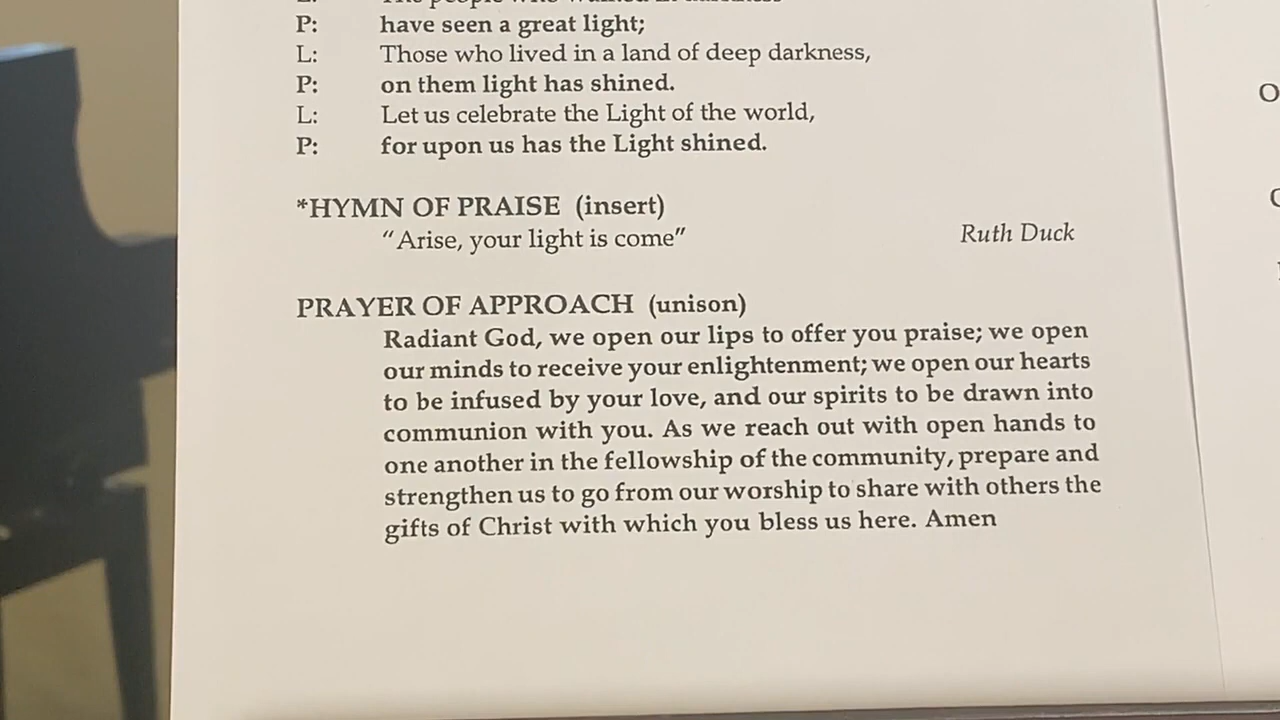 The people who walked in darkness
P: have seen a great light;
L: Those who lived in a land of deep darkness,
P: on them light has shined.
L: Let us celebrate the Light of the world,
P: for upon us has the Light shined.
*HYMN OF PRAISE (insert)
“Arise, your light is come” Ruth Duck
PRAYER OF APPROACH (unison)
Radiant God, we open our lips to offer you praise; we open
our minds to receive your enlightenment; we open our hearts
to be infused by your love, and our spirits to be drawn into
communion with you. As we reach out with open hands to
one another in the fellowship of the community, prepare and
strengthen us to go from our worship to share with others the
gifts of Christ with which you bless us here. Amen